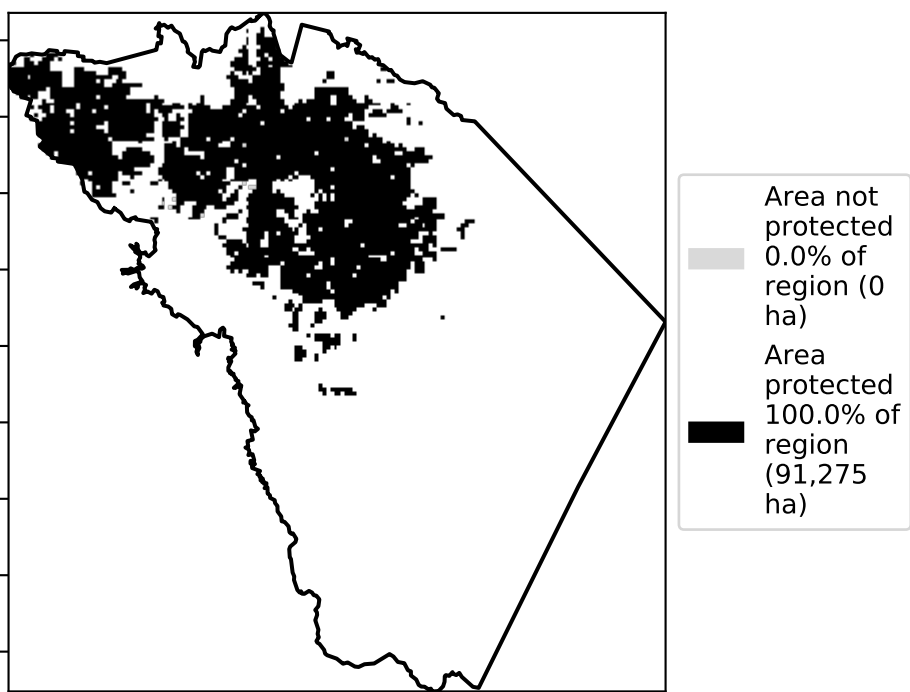 Area not
protected
0.0% of
region (0
ha)
Area
protected
100.0% of
region
(91,275
ha)